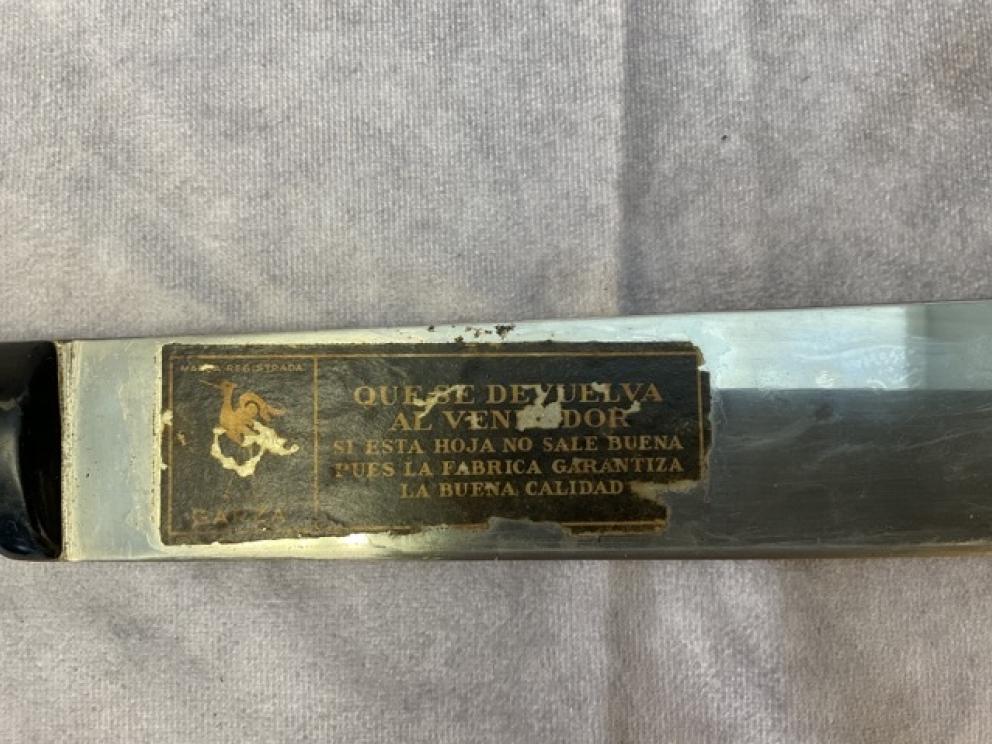 MARCA REGISTRADA
QUE SE DEVUELVA
AL VENDEDOR
SI ESTA HOJA NO SALE BUENA
PUES LA FABRICA GARANTIZA
LA BUENA CALIDAD